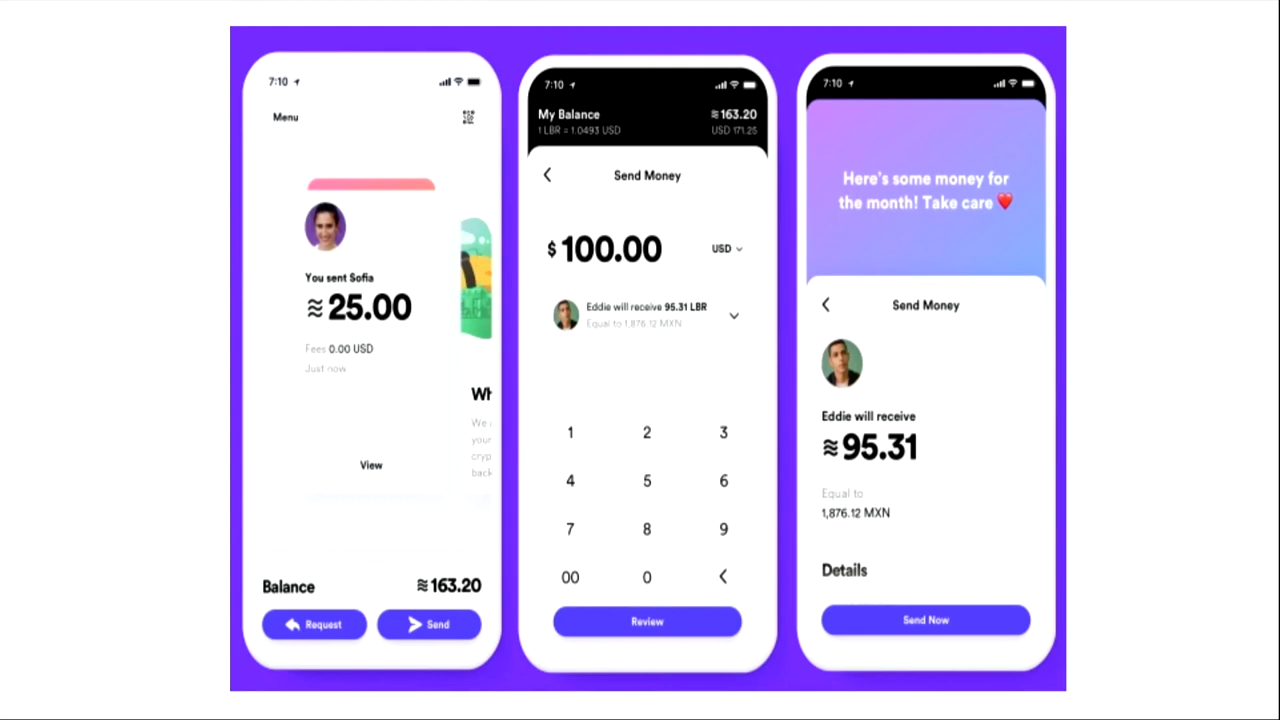 7:10
Menu
You sent Sofia
≋ 25.00
Fees 0.00 USD
Just now
View
Wh
We
your
cryp
back
Balance
≋ 163.20
Request
Send
7:10
My Balance
≋ 163.20
1 LBR = 1.0493 USD
USD 171.25
Send Money
$ 100.00
USD
Eddie will receive 95.31 LBR
Equal to 1,876.12 MXN
1 2 3
4 5 6
7 8 9
00 0
Review
7:10
Here's some money for
the month! Take care ❤️
Send Money
Eddie will receive
≋ 95.31
Equal to
1,876.12 MXN
Details
Send Now